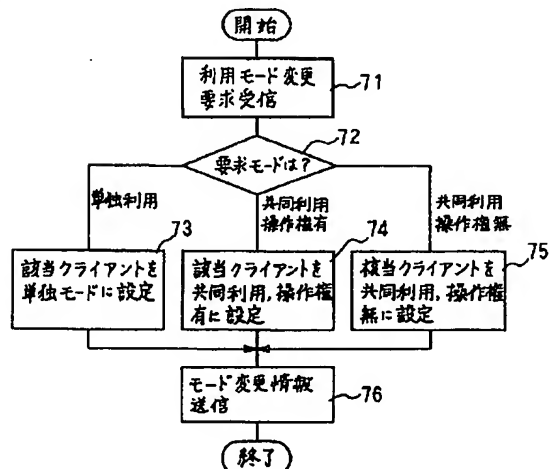 開始
利用モード変更
要求受信
71
要求モードは?
72
単独利用
共同利用
操作権有
共同利用
操作権無
73
該当クライアントを
単独モードに設定
74
該当クライアントを
共同利用,操作権
有に設定
75
該当クライアントを
共同利用,操作権
無に設定
モード変更情報
送信
76
終了